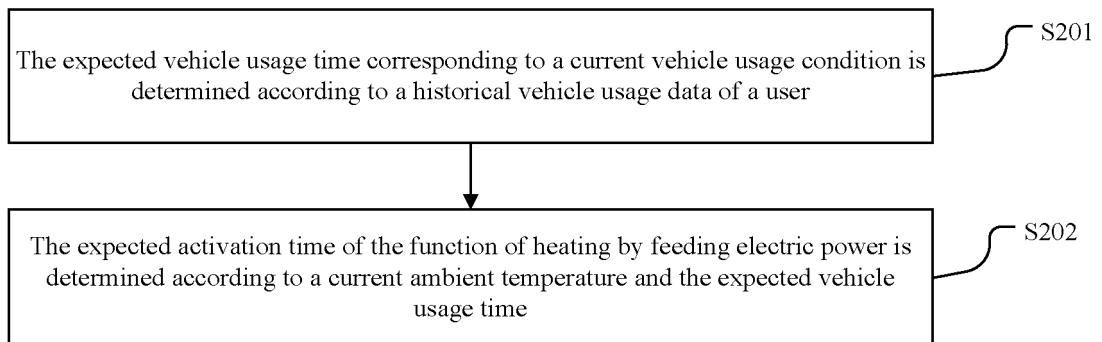 The expected vehicle usage time corresponding to a current vehicle usage condition is
determined according to a historical vehicle usage data of a user
S201
The expected activation time of the function of heating by feeding electric power is
determined according to a current ambient temperature and the expected vehicle
usage time
S202